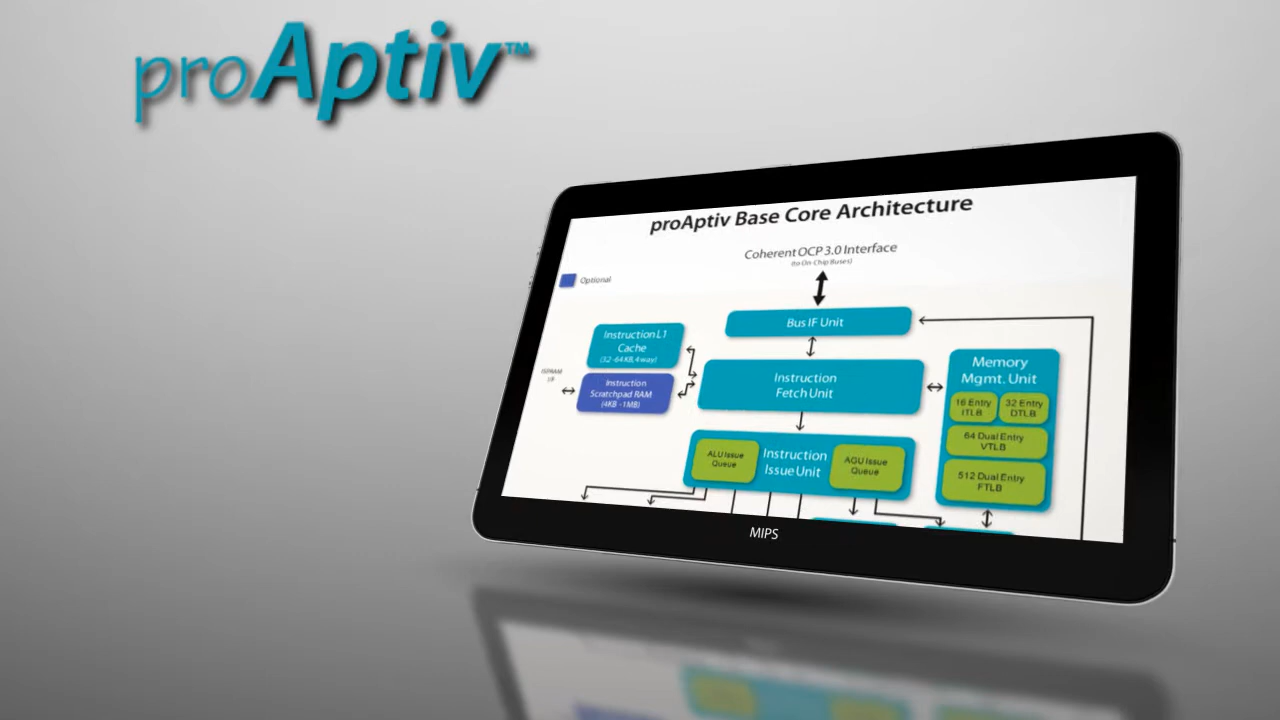 proAptiv™
proAptiv Base Core Architecture
Coherent OCP 3.0 Interface
(to On-Chip Buses)
Optional
Bus IF Unit
Instruction L1
Cache
(32-64 KB, 4 way)
ISPRAM
I/F
Instruction
Scratchpad RAM
(4KB - 1MB)
Instruction
Fetch Unit
Memory
Mgmt. Unit
16 Entry
ITLB
32 Entry
DTLB
64 Dual Entry
VTLB
512 Dual Entry
FTLB
ALU Issue
Queue
Instruction
Issue Unit
AGU Issue
Queue
MIPS